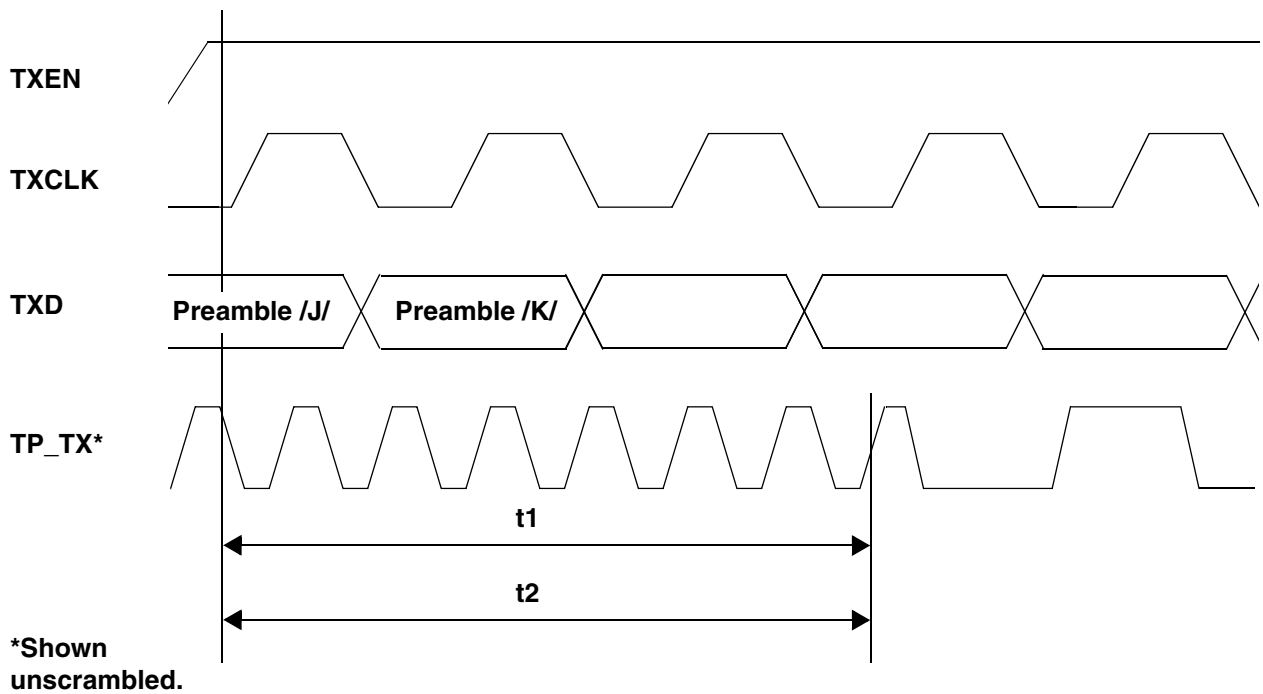 TXEN
TXCLK
TXD
Preamble /J/
Preamble /K/
TP_TX*
t1
t2
*Shown
unscrambled.